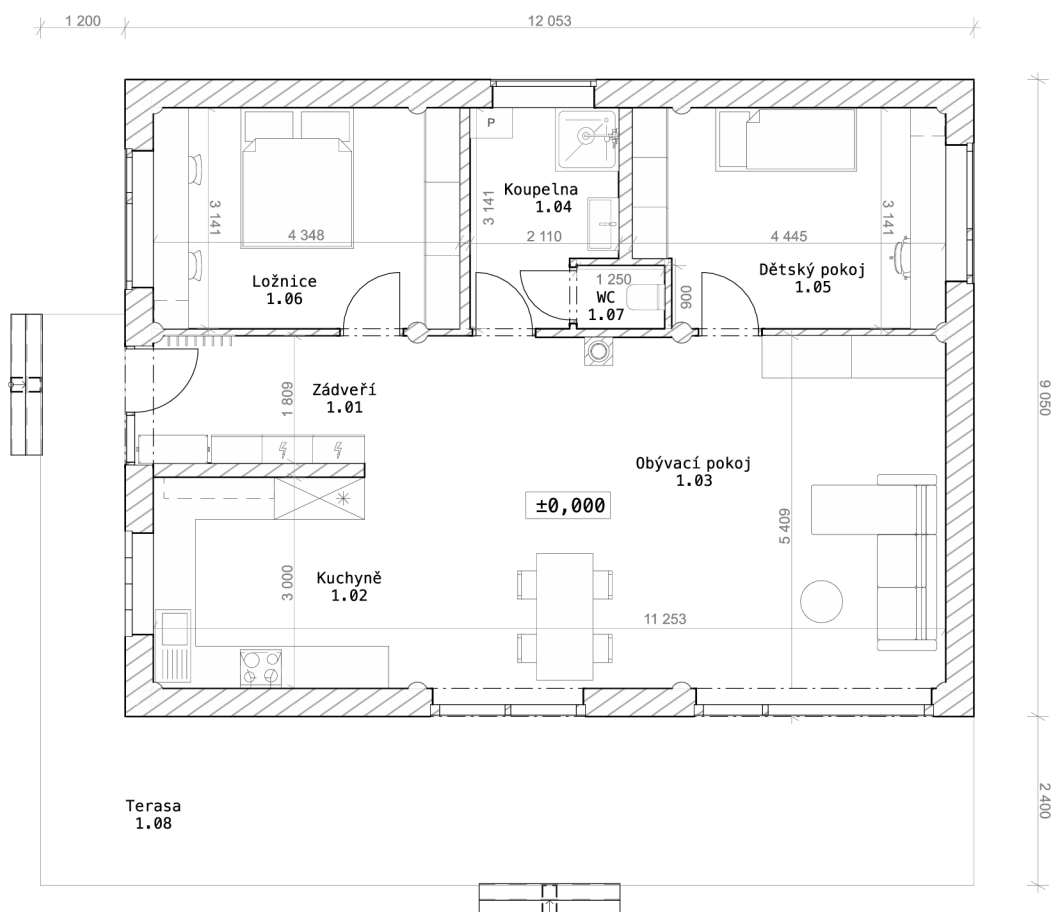 1 200
12 053
P
Koupelna
1.04
3 141
3 141
3 141
4 348
2 110
4 445
Ložnice
1.06
Dětský pokoj
1.05
1 250
WC
1.07
900
Zádveří
1.01
1 809
9 050
Obývací pokoj
1.03
±0,000
5 409
Kuchyně
1.02
3 000
11 253
Terasa
1.08
2 400